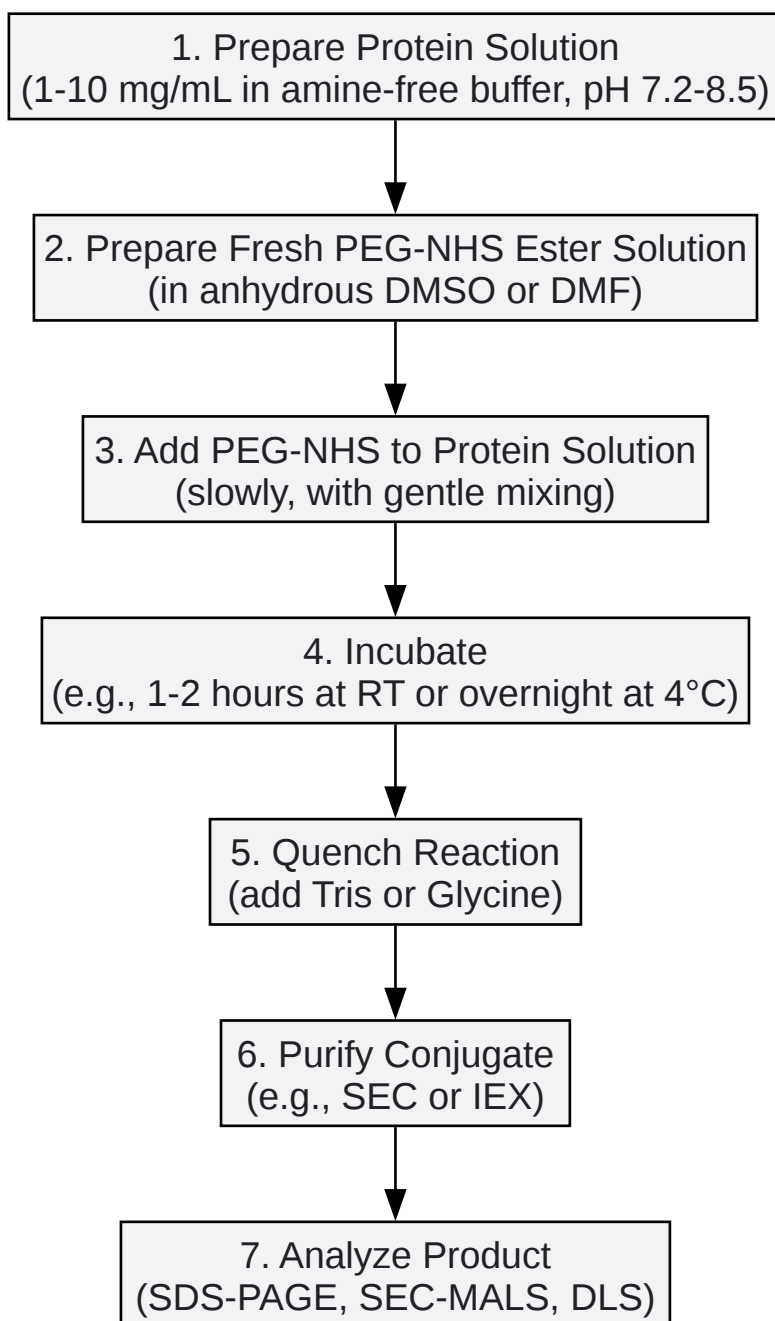 1. Prepare Protein Solution
(1-10 mg/mL in amine-free buffer, pH 7.2-8.5)
2. Prepare Fresh PEG-NHS Ester Solution
(in anhydrous DMSO or DMF)
3. Add PEG-NHS to Protein Solution
(slowly, with gentle mixing)
4. Incubate
(e.g., 1-2 hours at RT or overnight at 4°C)
5. Quench Reaction
(add Tris or Glycine)
6. Purify Conjugate
(e.g., SEC or IEX)
7. Analyze Product
(SDS-PAGE, SEC-MALS, DLS)